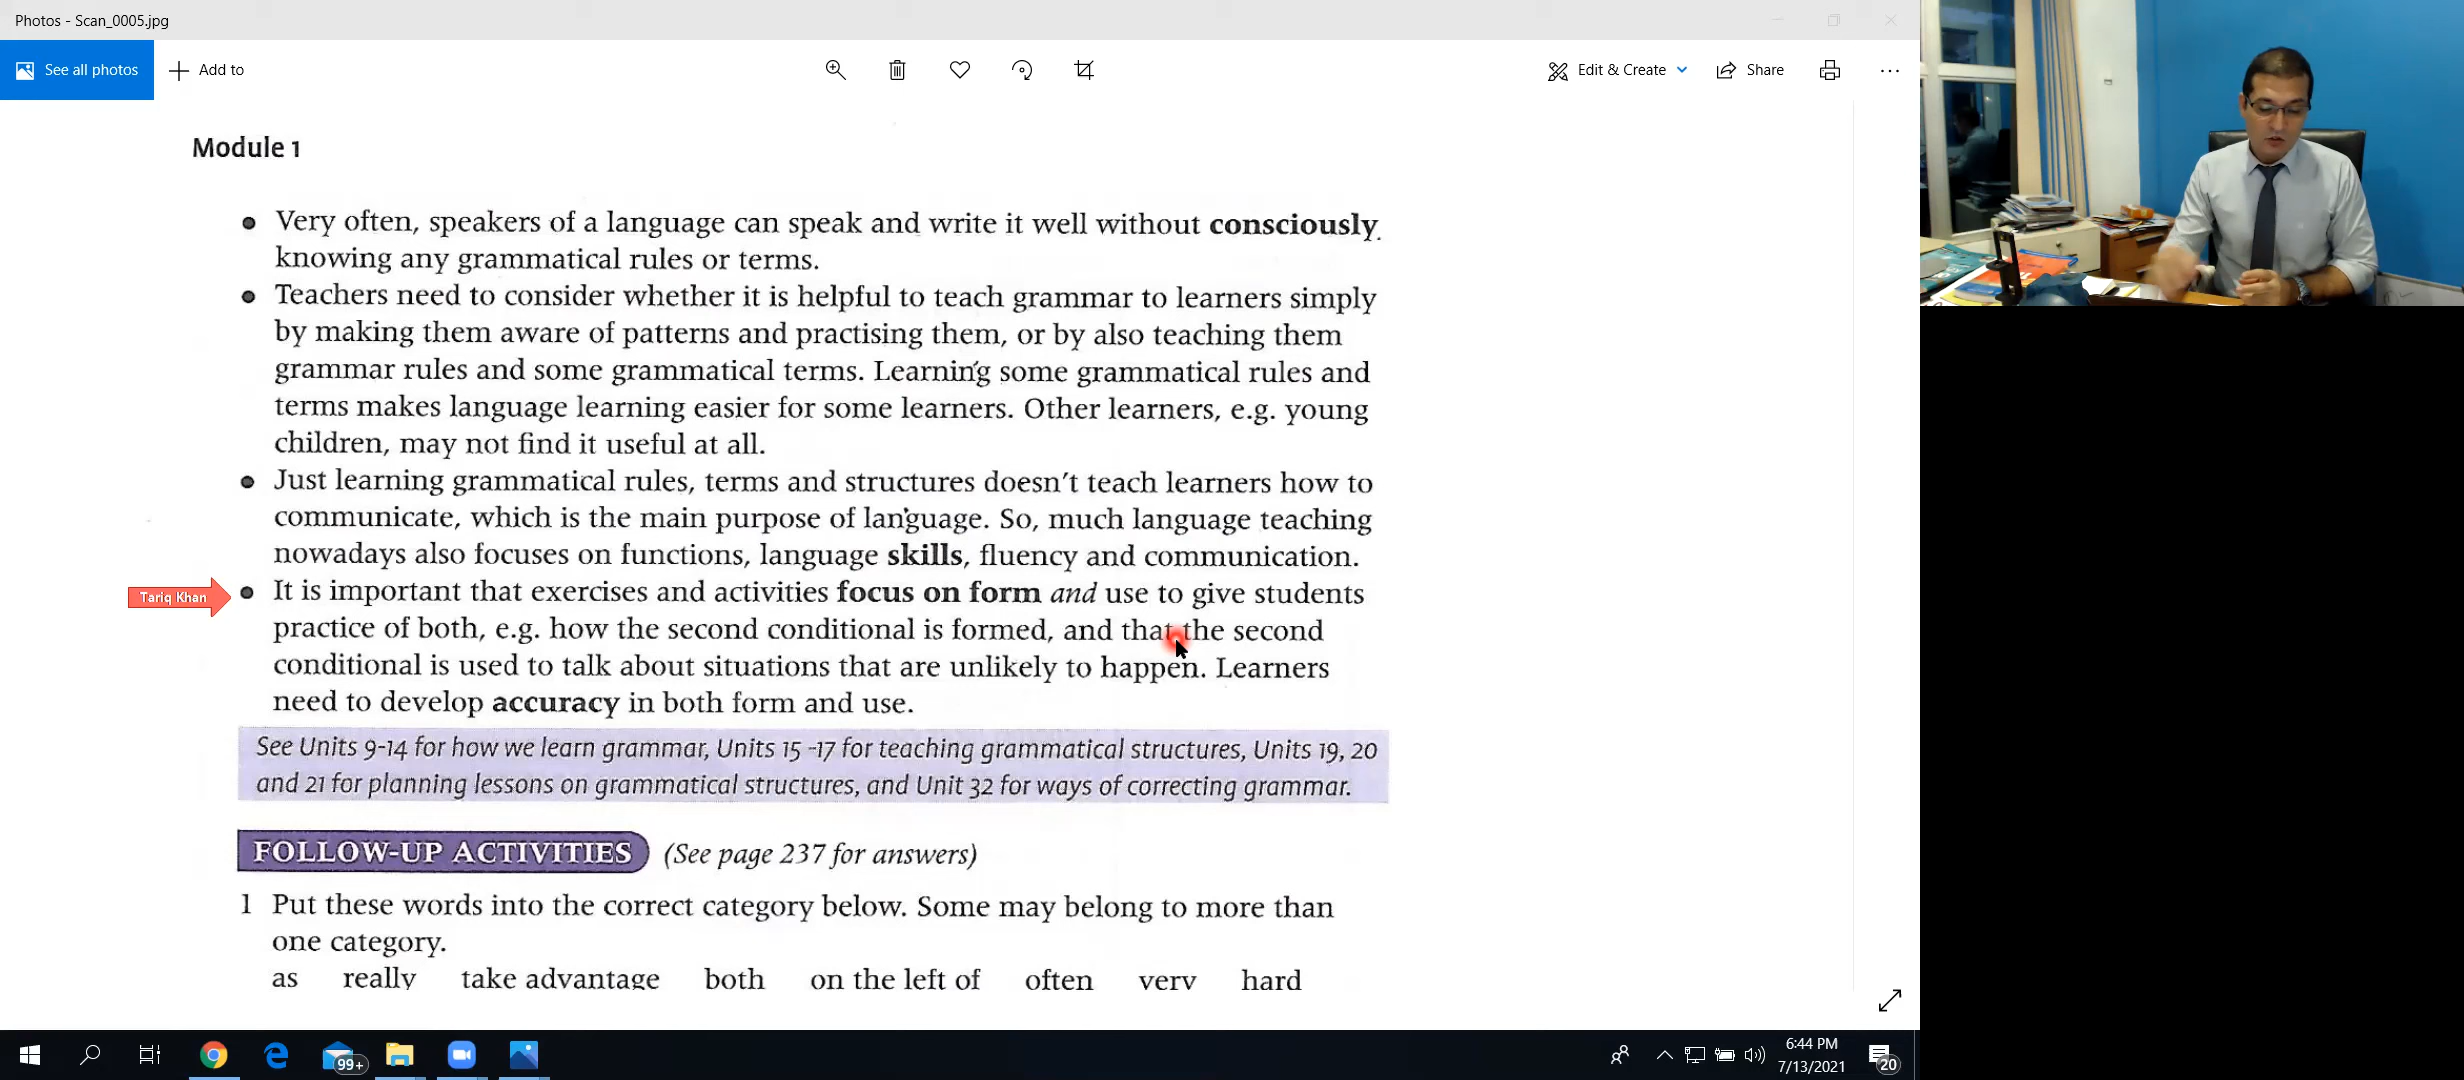 Photos - Scan_0005.jpg
See all photos
Add to
Edit & Create
Share
Module 1
Very often, speakers of a language can speak and write it well without consciously
knowing any grammatical rules or terms.
Teachers need to consider whether it is helpful to teach grammar to learners simply
by making them aware of patterns and practising them, or by also teaching them
grammar rules and some grammatical terms. Learning some grammatical rules and
terms makes language learning easier for some learners. Other learners, e.g. young
children, may not find it useful at all.
Just learning grammatical rules, terms and structures doesn't teach learners how to
communicate, which is the main purpose of language. So, much language teaching
nowadays also focuses on functions, language skills, fluency and communication.
Tariq Khan
It is important that exercises and activities focus on form and use to give students
practice of both, e.g. how the second conditional is formed, and that the second
conditional is used to talk about situations that are unlikely to happen. Learners
need to develop accuracy in both form and use.
See Units 9-14 for how we learn grammar, Units 15 -17 for teaching grammatical structures, Units 19, 20
and 21 for planning lessons on grammatical structures, and Unit 32 for ways of correcting grammar.
FOLLOW-UP ACTIVITIES (See page 237 for answers)
1 Put these words into the correct category below. Some may belong to more than
one category.
as really take advantage both on the left of often very hard
99+
6:44 PM
7/13/2021
20